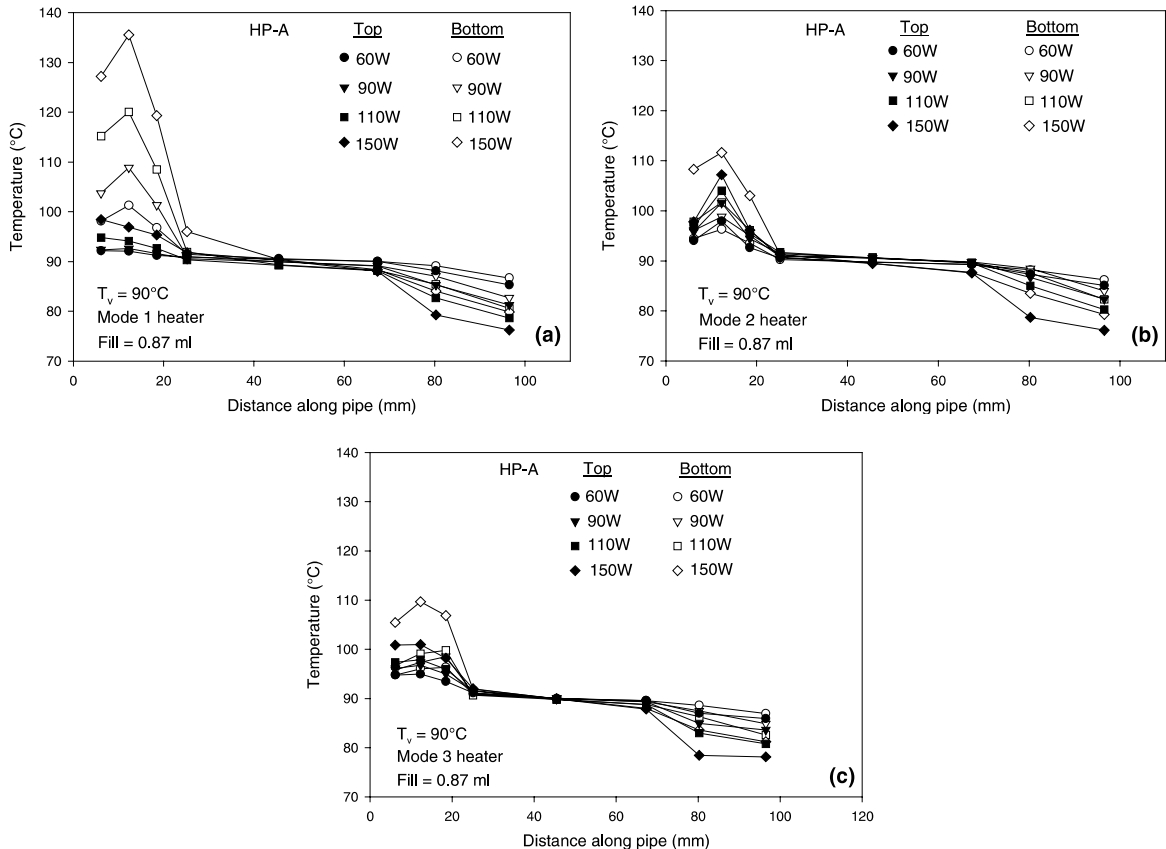 HP-A Top Bottom
60W 60W
90W 90W
110W 110W
150W 150W
140
130
120
110
100
90
80
70
Temperature (°C)
Tv = 90°C
Mode 1 heater
Fill = 0.87 ml
(a)
0 20 40 60 80 100
Distance along pipe (mm)
HP-A Top Bottom
60W 60W
90W 90W
110W 110W
150W 150W
140
130
120
110
100
90
80
70
Temperature (°C)
Tv = 90°C
Mode 2 heater
Fill = 0.87 ml
(b)
0 20 40 60 80 100
Distance along pipe (mm)
HP-A Top Bottom
60W 60W
90W 90W
110W 110W
150W 150W
140
130
120
110
100
90
80
70
Temperature (°C)
Tv = 90°C
Mode 3 heater
Fill = 0.87 ml
(c)
0 20 40 60 80 100 120
Distance along pipe (mm)